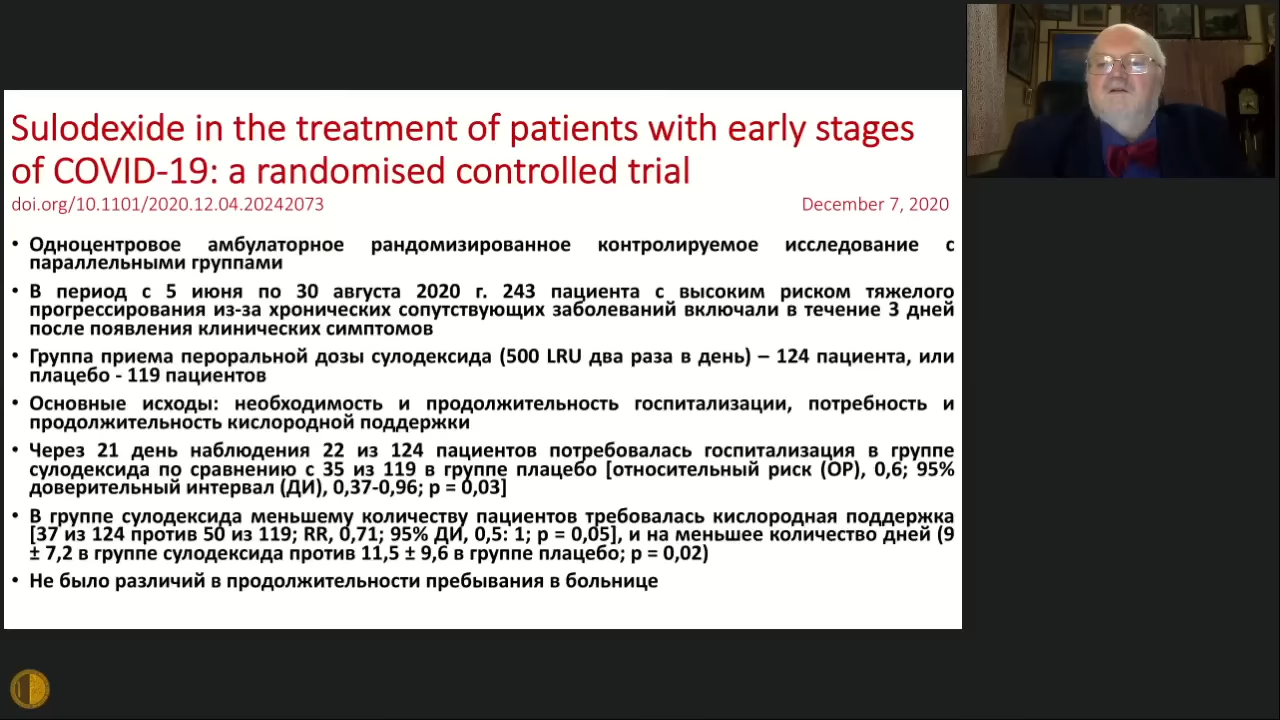 Sulodexide in the treatment of patients with early stages
of COVID-19: a randomised controlled trial
doi.org/10.1101/2020.12.04.20242073 December 7, 2020
• Одноцентровое амбулаторное рандомизированное контролируемое исследование с
параллельными группами
• В период с 5 июня по 30 августа 2020 г. 243 пациента с высоким риском тяжелого
прогрессирования из-за хронических сопутствующих заболеваний включали в течение 3 дней
после появления клинических симптомов
• Группа приема пероральной дозы сулодексида (500 LRU два раза в день) – 124 пациента, или
плацебо - 119 пациентов
• Основные исходы: необходимость и продолжительность госпитализации, потребность и
продолжительность кислородной поддержки
• Через 21 день наблюдения 22 из 124 пациентов потребовалась госпитализация в группе
сулодексида по сравнению с 35 из 119 в группе плацебо [относительный риск (ОР), 0,6; 95%
доверительный интервал (ДИ), 0,37-0,96; p = 0,03]
• В группе сулодексида меньшему количеству пациентов требовалась кислородная поддержка
[37 из 124 против 50 из 119; RR, 0,71; 95% ДИ, 0,5: 1; p = 0,05], и на меньшее количество дней (9
± 7,2 в группе сулодексида против 11,5 ± 9,6 в группе плацебо; p = 0,02)
• Не было различий в продолжительности пребывания в больнице